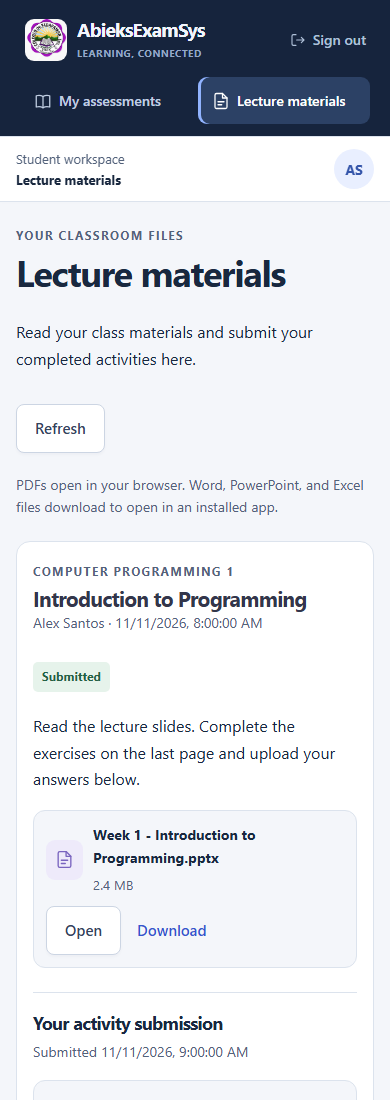 AbieksExamSys
LEARNING, CONNECTED
Sign out
My assessments
Lecture materials
Student workspace
Lecture materials
AS
YOUR CLASSROOM FILES
Lecture materials
Read your class materials and submit your
completed activities here.
Refresh
PDFs open in your browser. Word, PowerPoint, and Excel
files download to open in an installed app.
COMPUTER PROGRAMMING 1
Introduction to Programming
Alex Santos · 11/11/2026, 8:00:00 AM
Submitted
Read the lecture slides. Complete the
exercises on the last page and upload your
answers below.
Week 1 - Introduction to
Programming.pptx
2.4 MB
Open
Download
Your activity submission
Submitted 11/11/2026, 9:00:00 AM